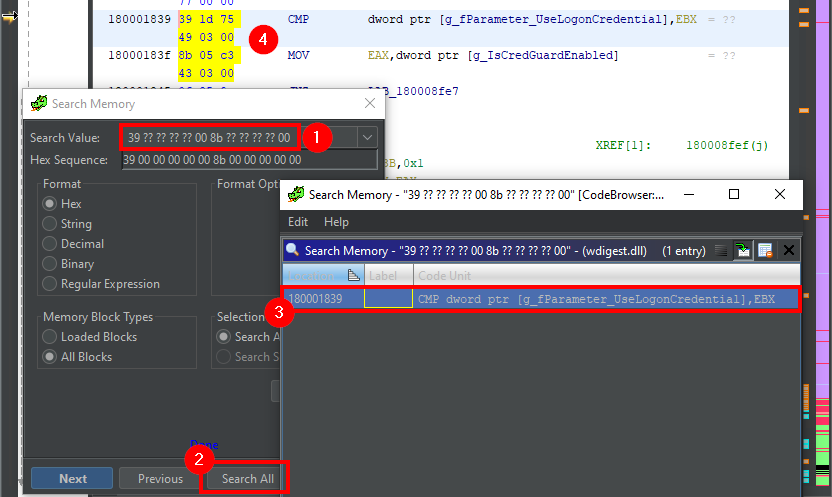 77 00 00
180001839 39 1d 75 CMP dword ptr [g_fParameter_UseLogonCredential],EBX = ??
49 03 00
18000183f 8b 05 c3 MOV EAX,dword ptr [g_IsCredGuardEnabled] = ??
43 03 00
4
LAB_180008fe7
Search Memory
Search Value: 39 ?? ?? ?? ?? 00 8b ?? ?? ?? ?? 00
1
Hex Sequence: 39 00 00 00 00 00 8b 00 00 00 00 00
XREF[1]: 180008fef(j)
BB,0x1
Format
Format Opt
Hex
String
Decimal
Binary
Regular Expression
Memory Block Types
Selection
Loaded Blocks
Search A
All Blocks
Search S
Done
2
Next
Previous
Search All
Search Memory - "39 ?? ?? ?? ?? 00 8b ?? ?? ?? ?? 00" [CodeBrowser:...
Edit Help
Search Memory - "39 ?? ?? ?? ?? 00 8b ?? ?? ?? ?? 00" - (wdigest.dll) (1 entry)
Location Label Code Unit
180001839 CMP dword ptr [g_fParameter_UseLogonCredential],EBX
3